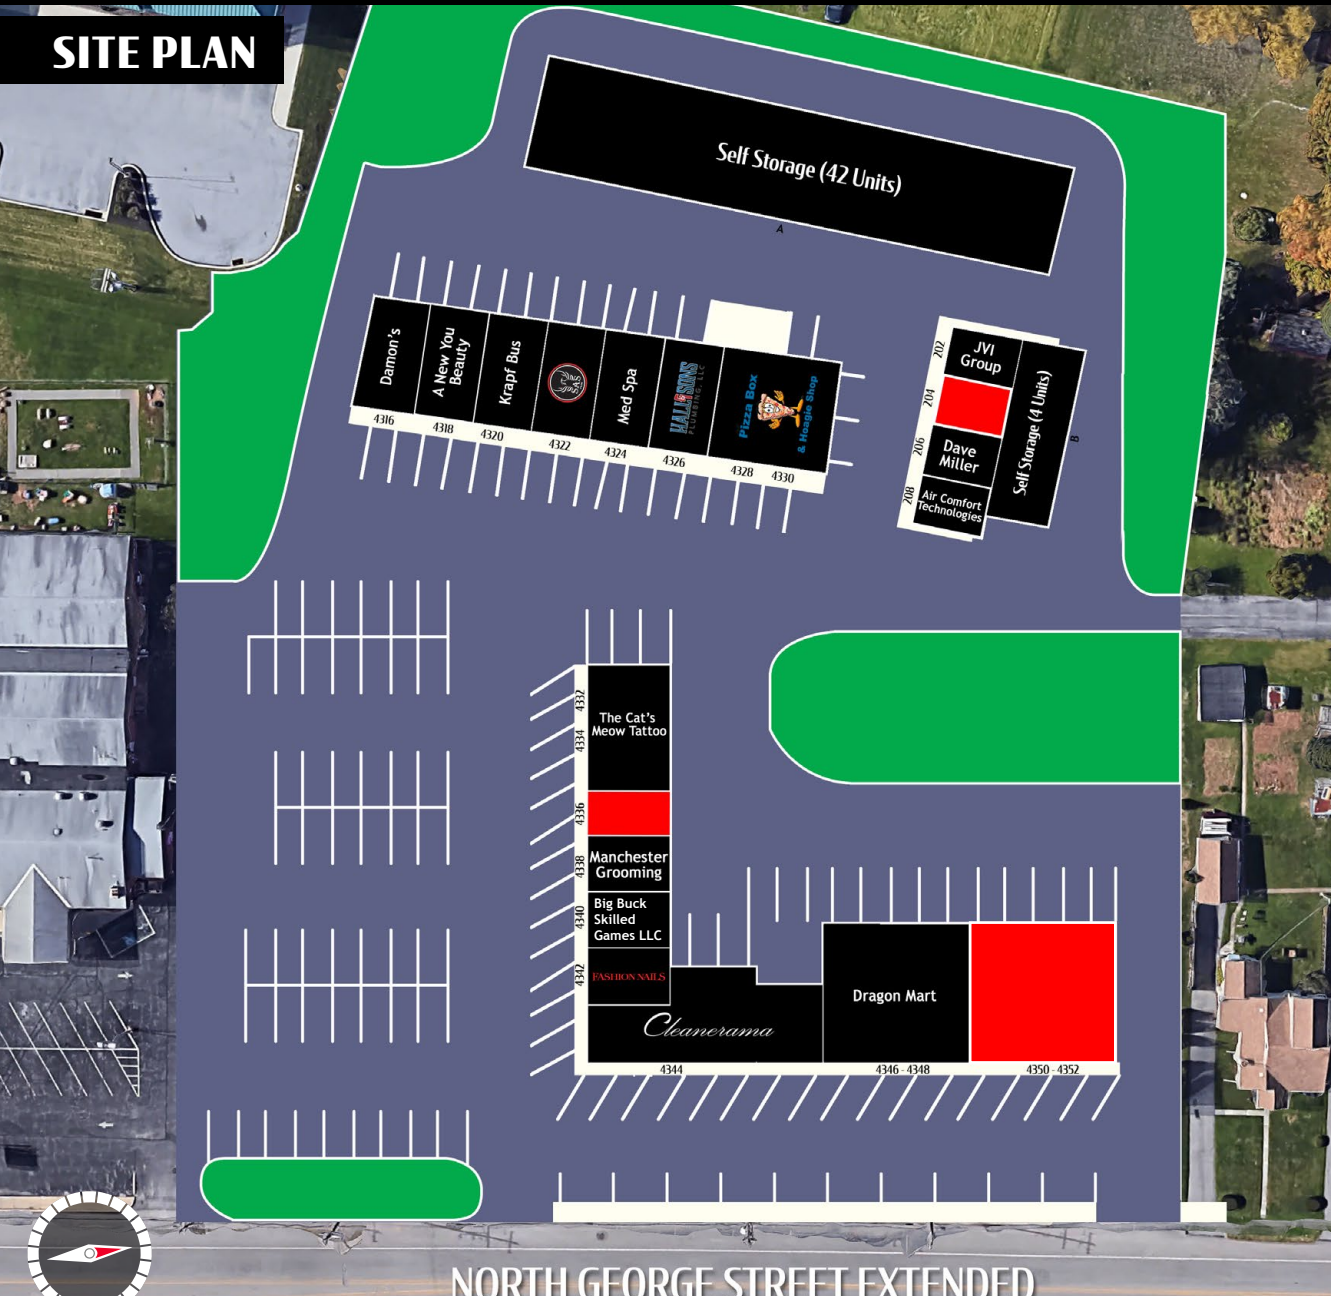 SITE PLAN
Self Storage (42 Units)
A
Damon's
A New You
Beauty
Krapf Bus
Med Spa
HALL & SONS
PLUMBING, LLC
Pizza Box
& Hoagie Shop
4316
4318
4320
4322
4324
4326
4328
4330
202
204
206
208
JVI
Group
Dave
Miller
Air Comfort
Technologies
Self Storage (4 Units)
B
4332
4334
4336
4338
4340
4342
The Cat's
Meow Tattoo
Manchester
Grooming
Big Buck
Skilled
Games LLC
FASHION NAILS
Cleanerama
Dragon Mart
4344
4346 - 4348
4350 - 4352
NORTH GEORGE STREET EXTENDED